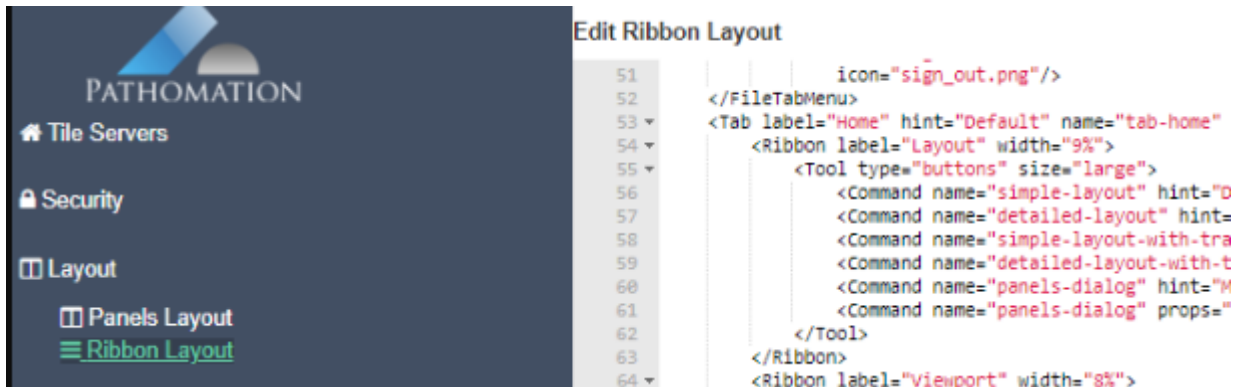 PATHOMATION
Tile Servers
Security
Layout
Panels Layout
Ribbon Layout
Edit Ribbon Layout
51 icon="sign_out.png"/>
52 </FileTabMenu>
53 <Tab label="Home" hint="Default" name="tab-home"
54 <Ribbon label="Layout" width="9%">
55 <Tool type="buttons" size="large">
56 <Command name="simple-layout" hint="D
57 <Command name="detailed-layout" hint=
58 <Command name="simple-layout-with-tra
59 <Command name="detailed-layout-with-t
60 <Command name="panels-dialog" hint="M
61 <Command name="panels-dialog" props="
62 </Tool>
63 </Ribbon>
64 <Ribbon label="Viewport" width="8%">